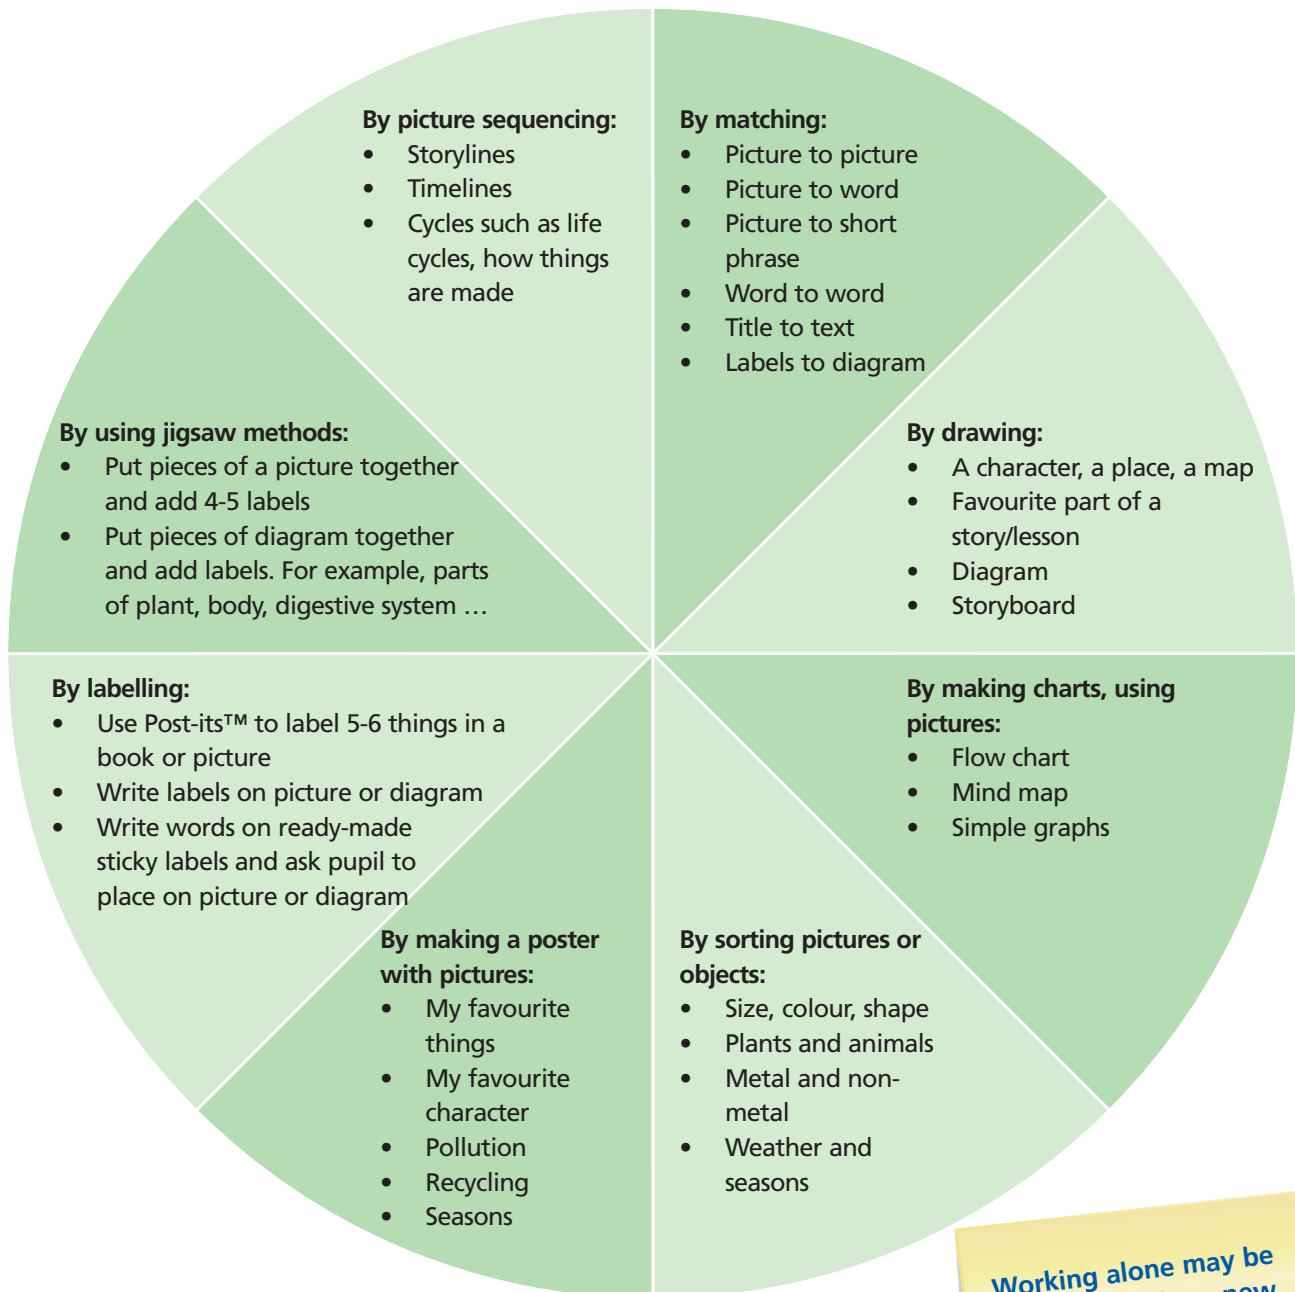 By picture sequencing:
• Storylines
• Timelines
• Cycles such as life
cycles, how things
are made
By matching:
• Picture to picture
• Picture to word
• Picture to short
phrase
• Word to word
• Title to text
• Labels to diagram
By using jigsaw methods:
• Put pieces of a picture together
and add 4-5 labels
• Put pieces of diagram together
and add labels. For example, parts
of plant, body, digestive system …
By drawing:
• A character, a place, a map
• Favourite part of a
story/lesson
• Diagram
• Storyboard
By labelling:
• Use Post-its™ to label 5-6 things in a
book or picture
• Write labels on picture or diagram
• Write words on ready-made
sticky labels and ask pupil to
place on picture or diagram
By making charts, using
pictures:
• Flow chart
• Mind map
• Simple graphs
By making a poster
with pictures:
• My favourite
things
• My favourite
character
• Pollution
• Recycling
• Seasons
By sorting pictures or
objects:
• Size, colour, shape
• Plants and animals
• Metal and non-
metal
• Weather and
seasons
Working alone may be
new